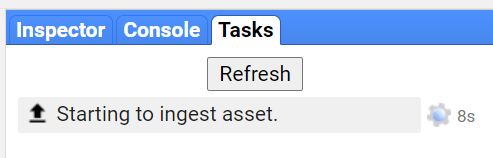 Inspector Console Tasks
Refresh
Starting to ingest asset. 8s